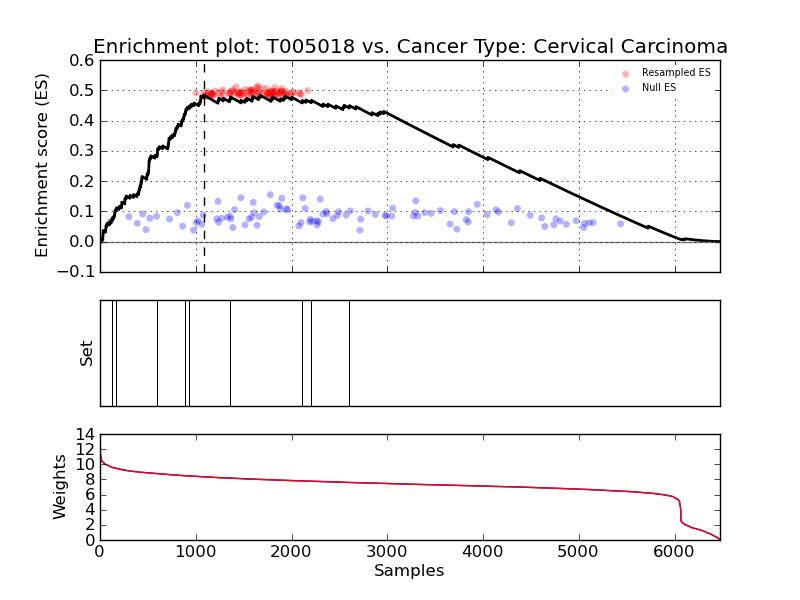 Enrichment plot: T005018 vs. Cancer Type: Cervical Carcinoma
Enrichment score (ES)
0.6
0.5
0.4
0.3
0.2
0.1
0.0
−0.1
Resampled ES
Null ES
Set
Weights
14
12
10
8
6
4
2
0
0 1000 2000 3000 4000 5000 6000
Samples